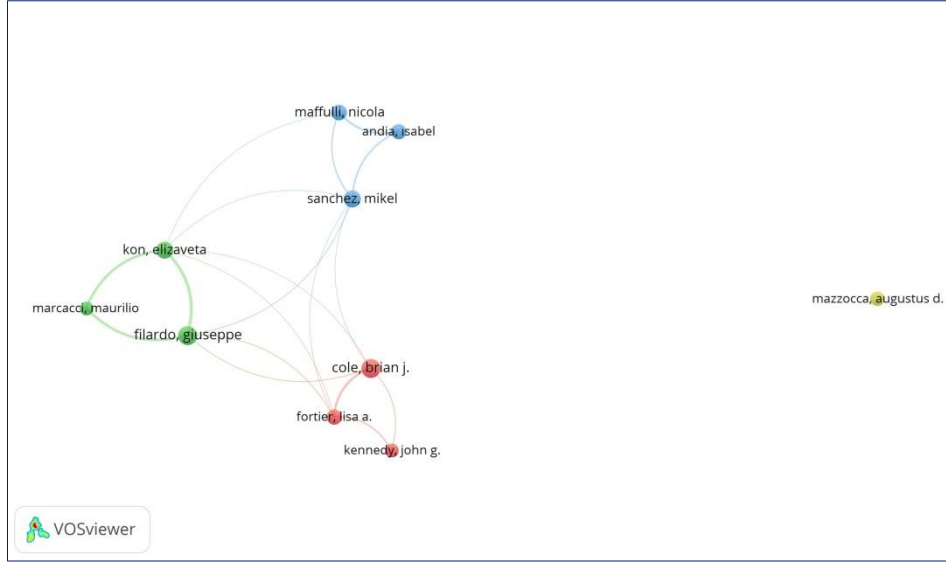 maffulli, nicola
andia, isabel
sanchez, mikel
kon, elizaveta
mazzocca, augustus d.
marcacci, maurilio
filardo, giuseppe
cole, brian j.
fortier, lisa a.
kennedy, john g.
VOSviewer